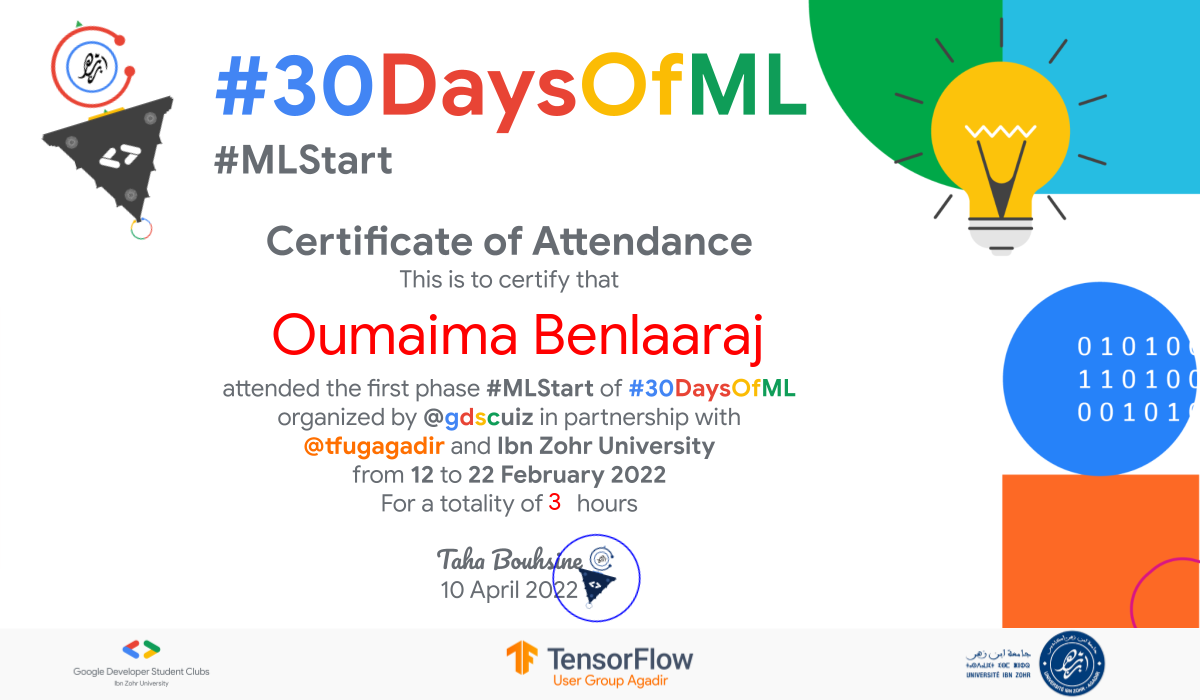 #30DaysOfML
#MLStart
Certificate of Attendance
This is to certify that
Oumaima Benlaaraj
attended the first phase #MLStart of #30DaysOfML
organized by @gdscuiz in partnership with
@tfugagadir and Ibn Zohr University
from 12 to 22 February 2022
For a totality of 3 hours
Taha Bouhsine
10 April 2022
01010
11010
00101
Google Developer Student Clubs
Ibn Zohr University
TensorFlow
User Group Agadir
جامعة ابن زهر
UNIVERSITÉ IBN ZOHR